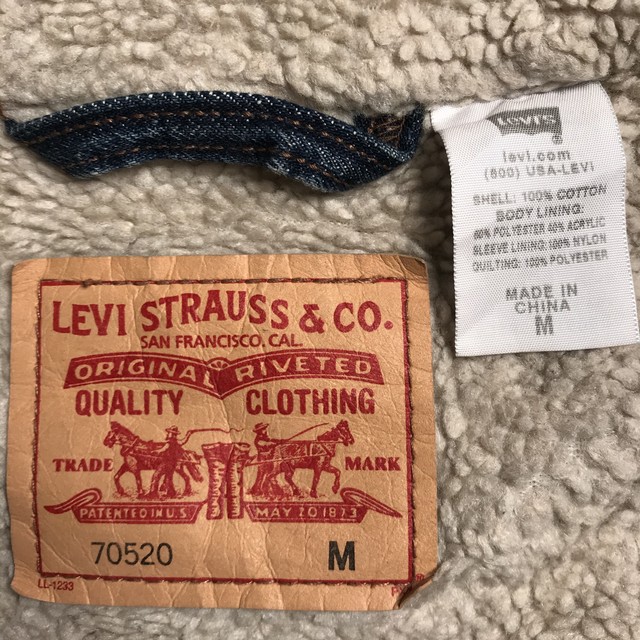 LEVI STRAUSS & CO.
SAN FRANCISCO, CAL.
ORIGINAL RIVETED
QUALITY CLOTHING
TRADE MARK
PATENTED IN U.S. MAY 20 1873
70520 M
LL-1233
LEVI'S
levi.com
(800) USA-LEVI
SHELL: 100% COTTON
BODY LINING:
60% POLYESTER 40% ACRYLIC
SLEEVE LINING: 100% NYLON
QUILTING: 100% POLYESTER
MADE IN
CHINA
M